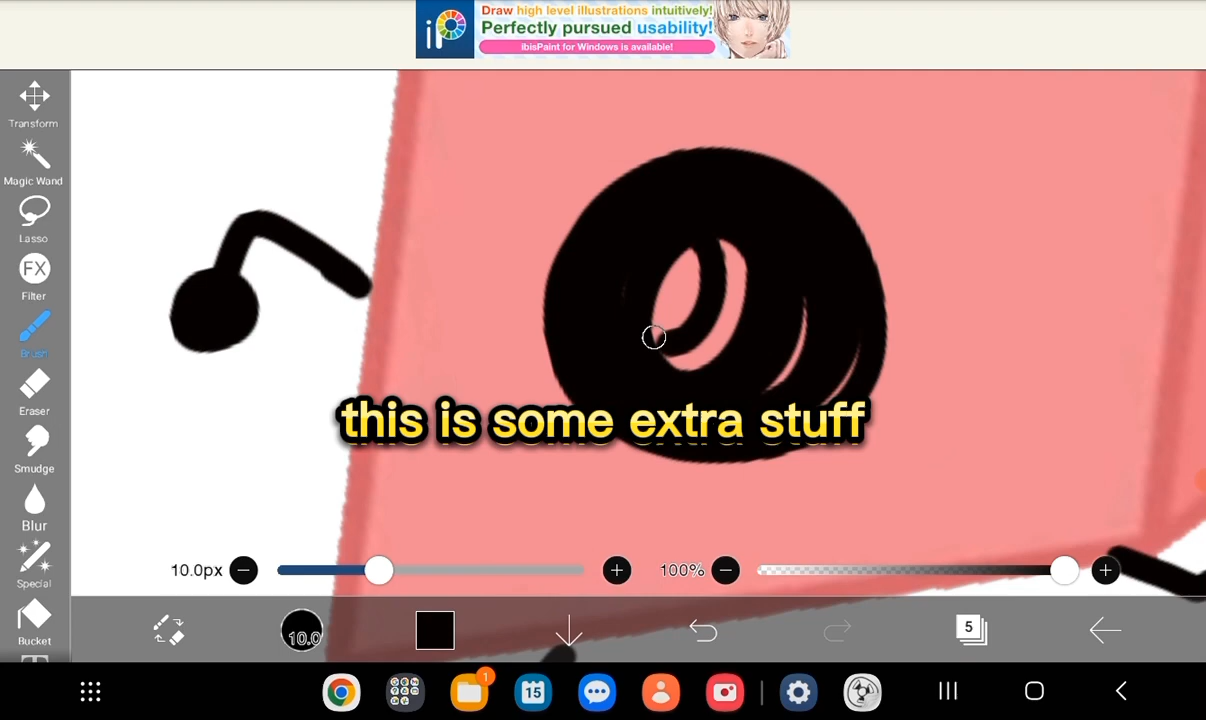 Draw high level illustrations intuitively!
Perfectly pursued usability!
ibisPaint for Windows is available!
Transform
Magic Wand
Lasso
FX
Filter
Brush
Eraser
Smudge
Blur
Special
Bucket
this is some extra stuff
10.0px
100%
10.0
5
1
15